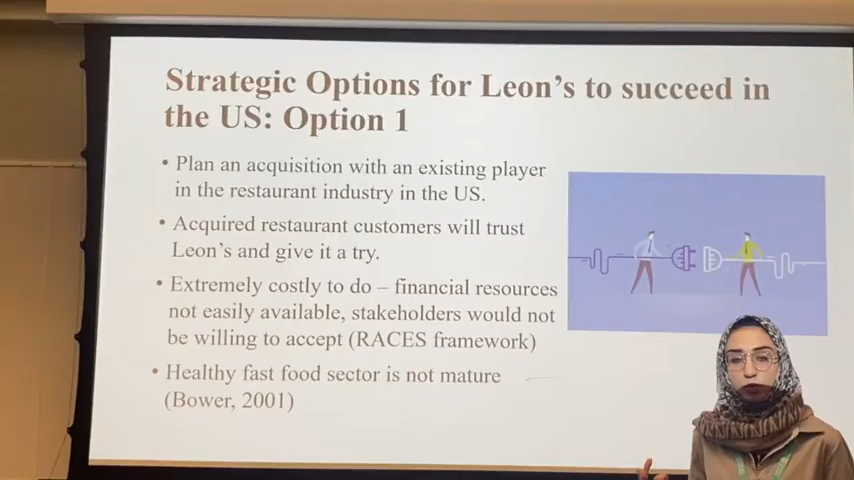 Strategic Options for Leon's to succeed in
the US: Option 1
• Plan an acquisition with an existing player
in the restaurant industry in the US.
• Acquired restaurant customers will trust
Leon's and give it a try.
• Extremely costly to do – financial resources
not easily available, stakeholders would not
be willing to accept (RACES framework)
• Healthy fast food sector is not mature
(Bower, 2001)